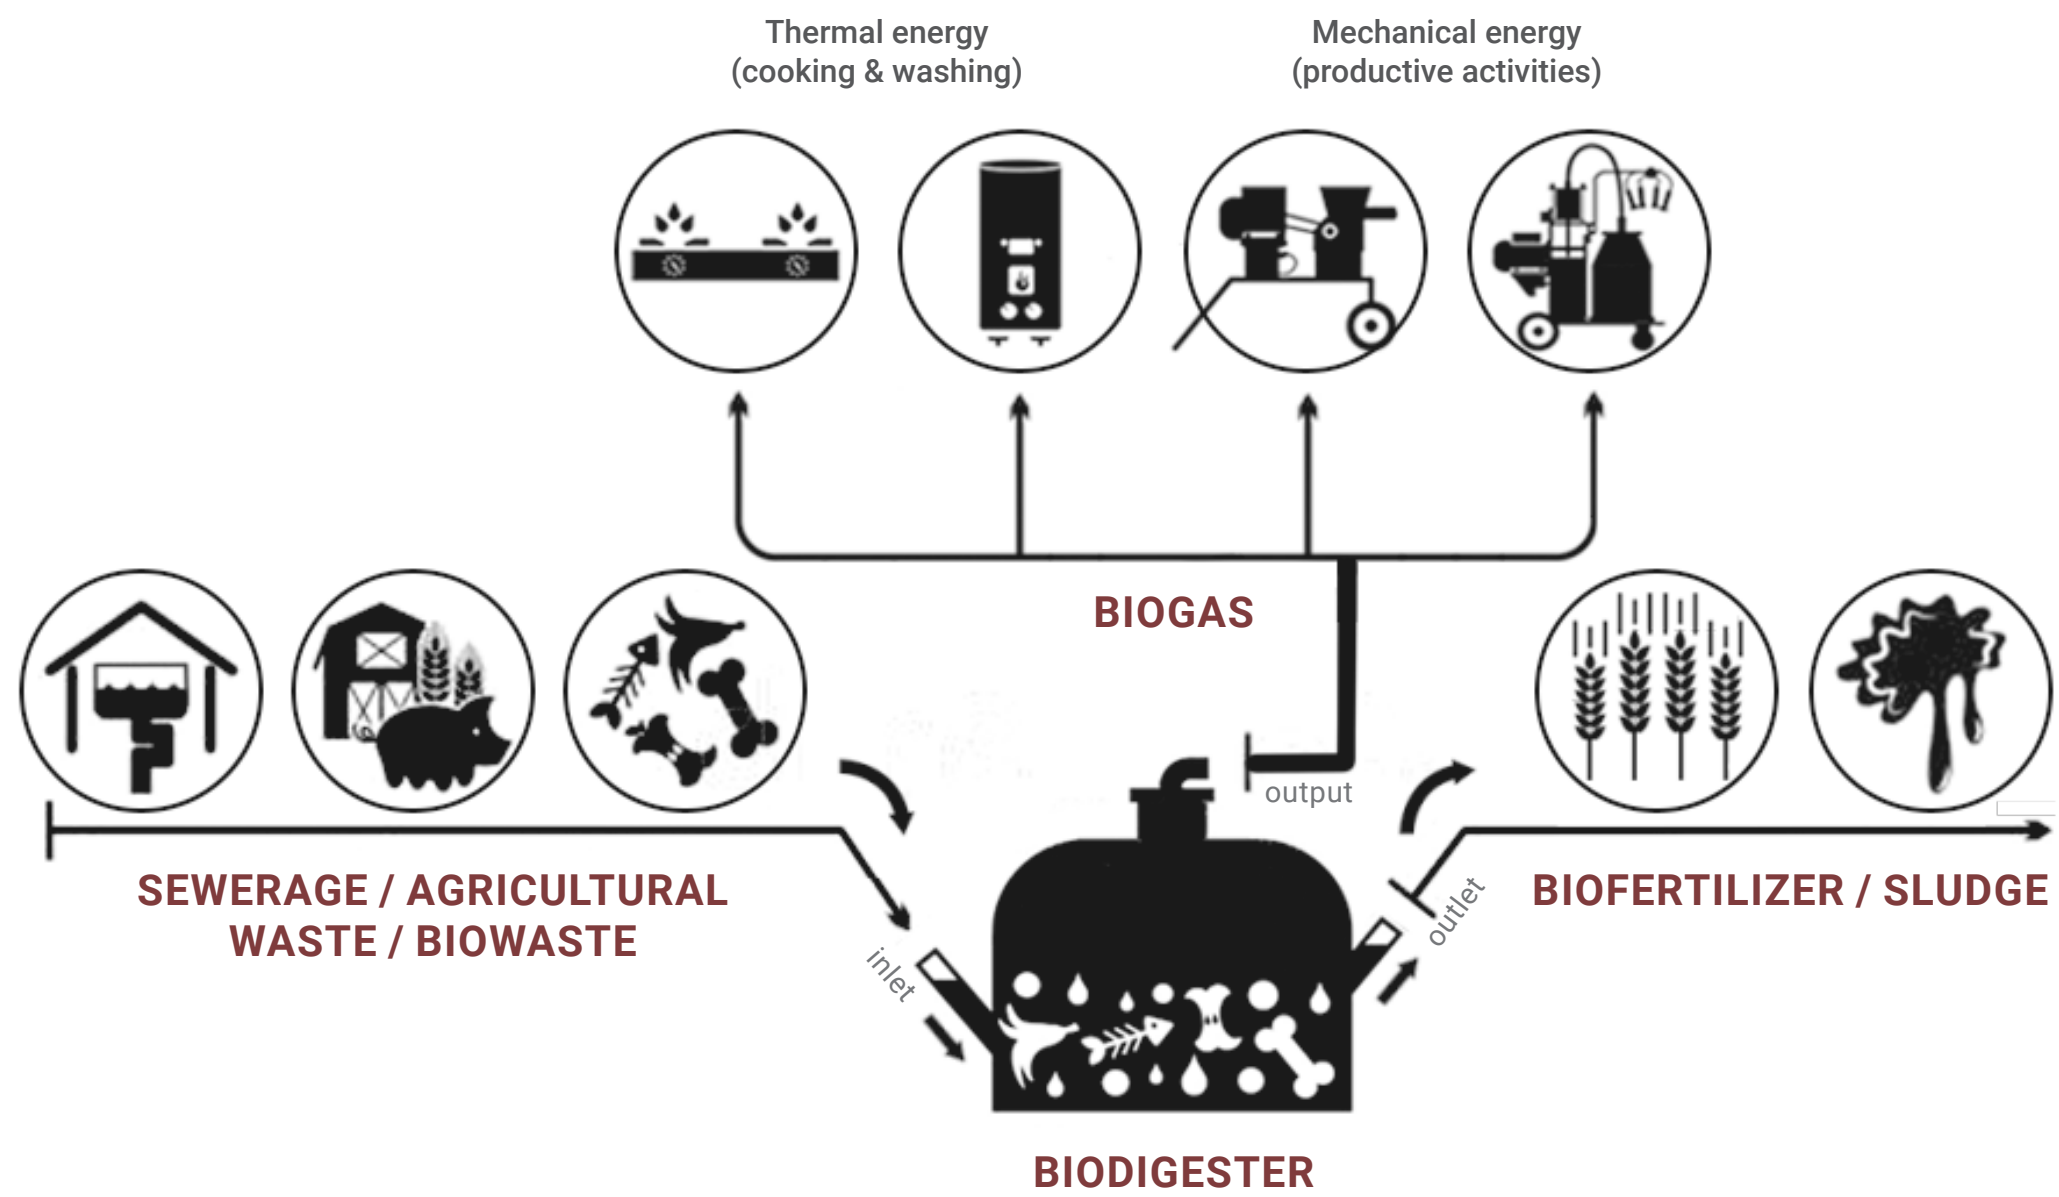 Thermal energy
(cooking & washing)
Mechanical energy
(productive activities)
BIOGAS
output
SEWERAGE / AGRICULTURAL
WASTE / BIOWASTE
inlet
outlet
BIOFERTILIZER / SLUDGE
BIODIGESTER